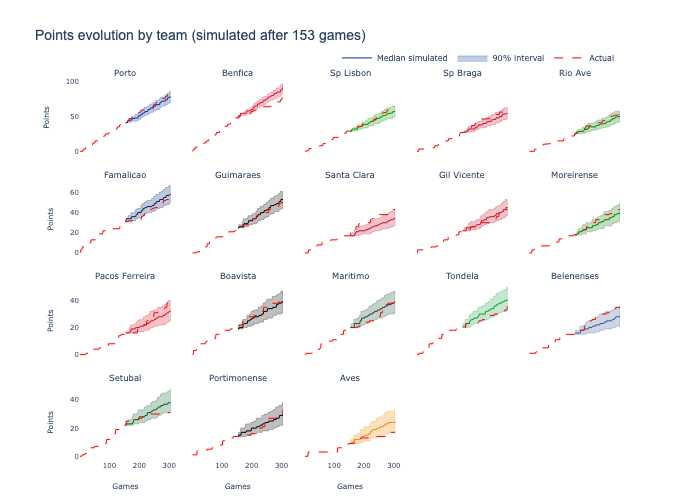 Points evolution by team (simulated after 153 games)
Median simulated 90% interval Actual
Porto Benfica Sp Lisbon Sp Braga Rio Ave
100
50
0
Points
Famalicao Guimaraes Santa Clara Gil Vicente Moreirense
60
40
20
0
Points
Pacos Ferreira Boavista Maritimo Tondela Belenenses
40
20
0
Points
Setubal Portimonense Aves
40
20
0
Points
100 200 300 100 200 300 100 200 300
Games Games Games